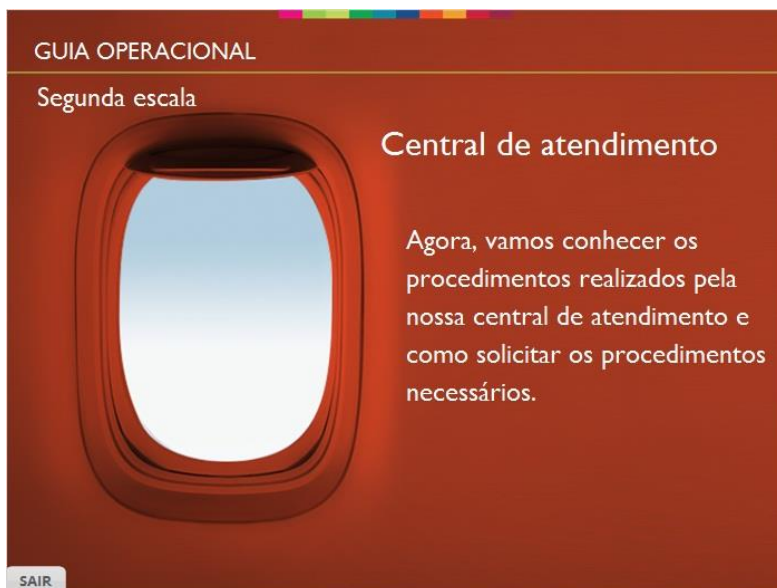 GUIA OPERACIONAL
Segunda escala
Central de atendimento
Agora, vamos conhecer os
procedimentos realizados pela
nossa central de atendimento e
como solicitar os procedimentos
necessários.
SAIR